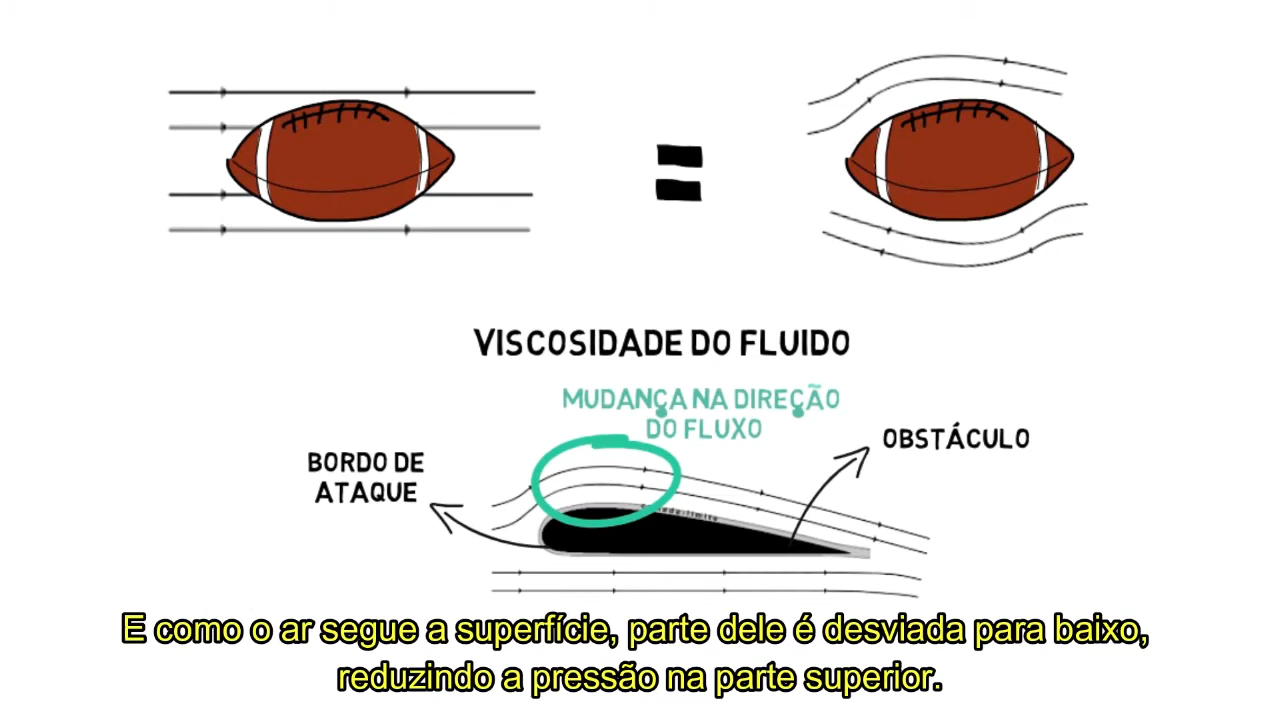 VISCOSIDADE DO FLUIDO
MUDANÇA NA DIREÇÃO
DO FLUXO
OBSTÁCULO
BORDO DE
ATAQUE
E como o ar segue a superfície, parte dele é desviada para baixo,
reduzindo a pressão na parte superior.